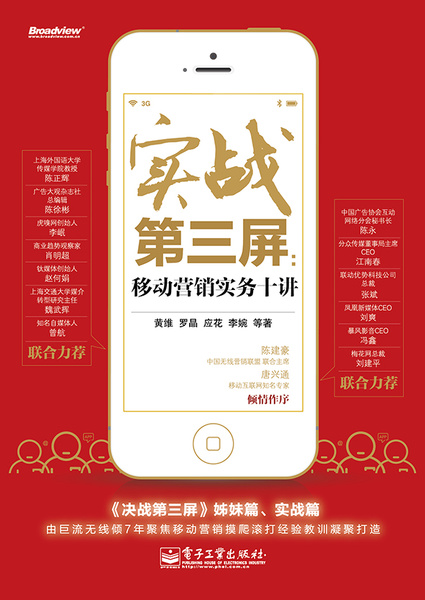 Broadview®
www.broadview.com.cn
3G
实战
第三屏：
移动营销实务十讲
黄维 罗晶 应花 李婉 等著
陈建豪
中国无线营销联盟 联合主席
唐兴通
移动互联网知名专家
倾情作序
上海外国语大学
传媒学院教授
陈正辉
广告大观杂志社
总编辑
陈徐彬
虎嗅网创始人
李岷
商业趋势观察家
肖明超
钛媒体创始人
赵何娟
上海交通大学媒介
转型研究主任
魏武挥
知名自媒体人
曾航
联合力荐
中国广告协会互动
网络分会秘书长
陈永
分众传媒董事局主席
CEO
江南春
联动优势科技公司
总裁
张斌
凤凰新媒体CEO
刘爽
暴风影音CEO
冯鑫
梅花网总裁
刘建平
联合力荐
《决战第三屏》姊妹篇、实战篇
由巨流无线倾7年聚焦移动营销摸爬滚打经验教训凝聚打造
电子工业出版社
PUBLISHING HOUSE OF ELECTRONICS INDUSTRY
http://www.phei.com.cn